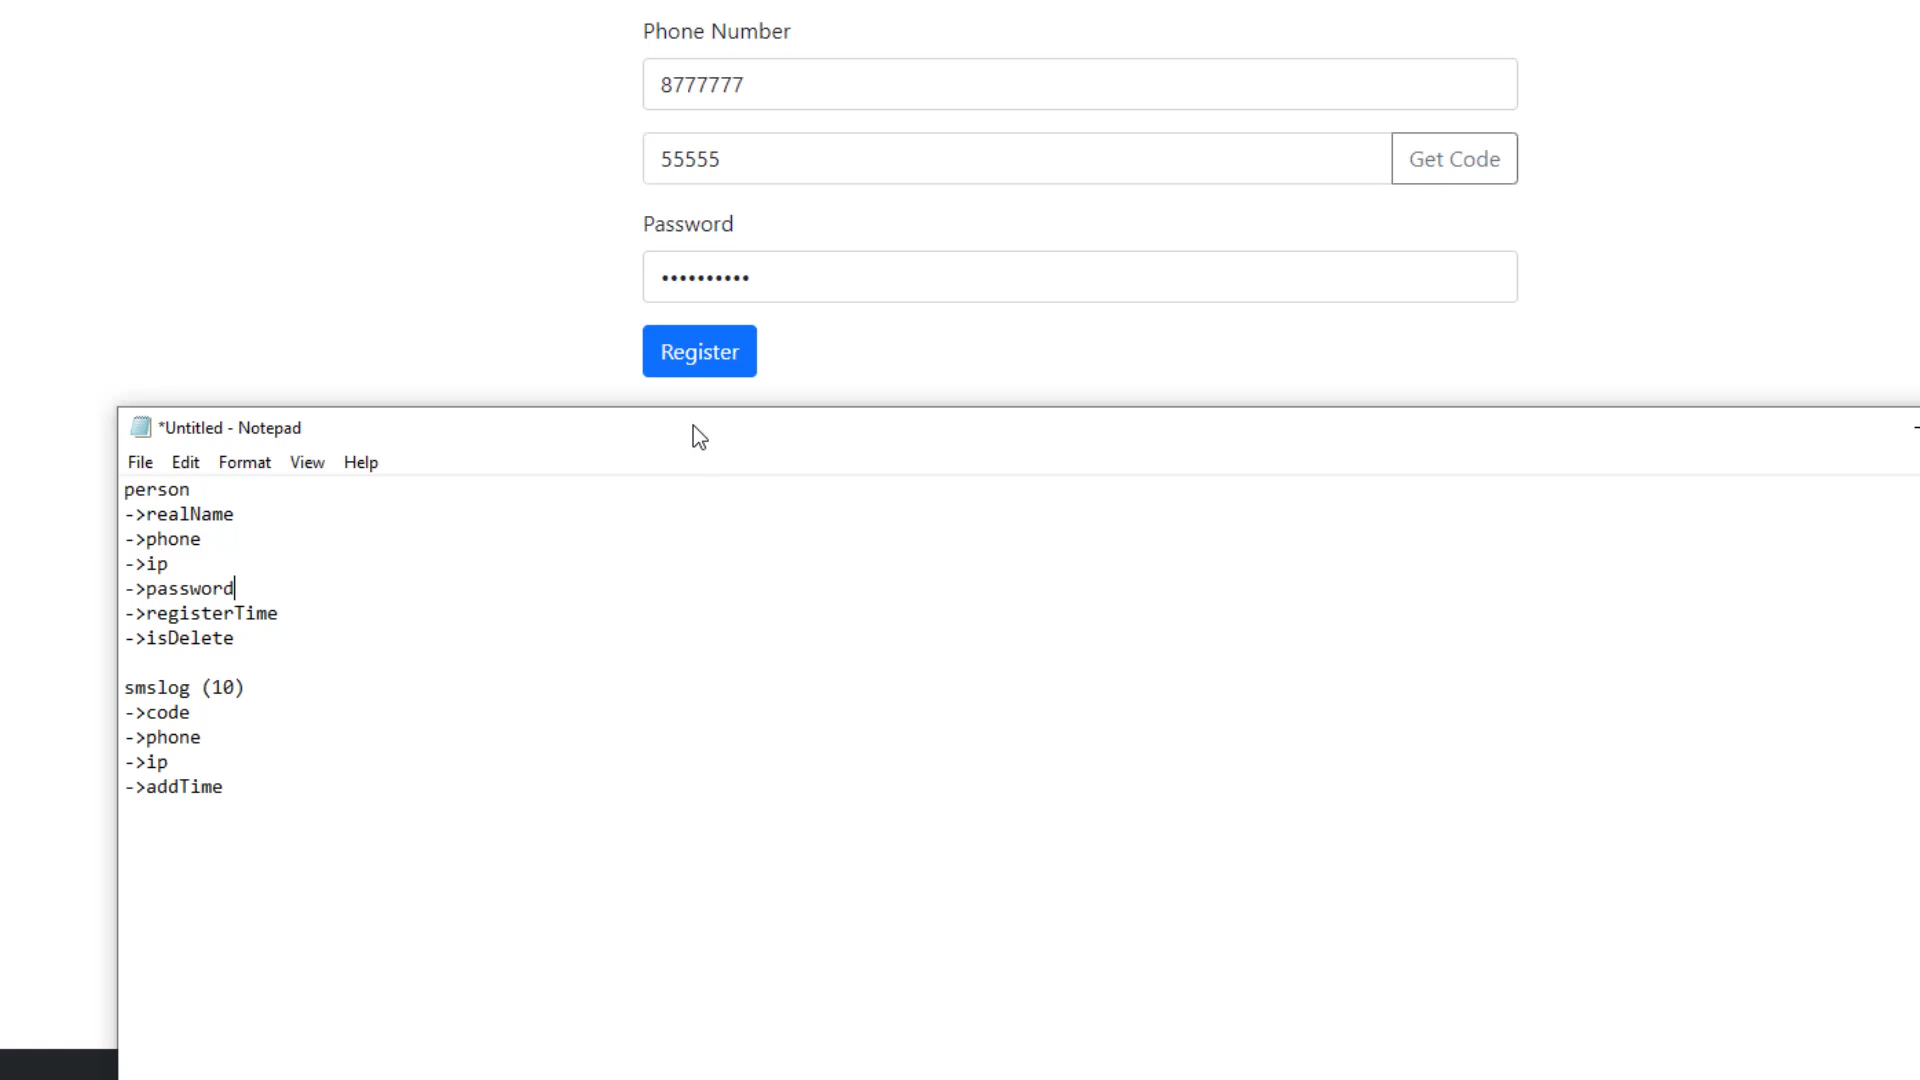 Phone Number
8777777
55555
Get Code
Password
••••••••••
Register
*Untitled - Notepad
File Edit Format View Help
person
->realName
->phone
->ip
->password
->registerTime
->isDelete
smslog (10)
->code
->phone
->ip
->addTime